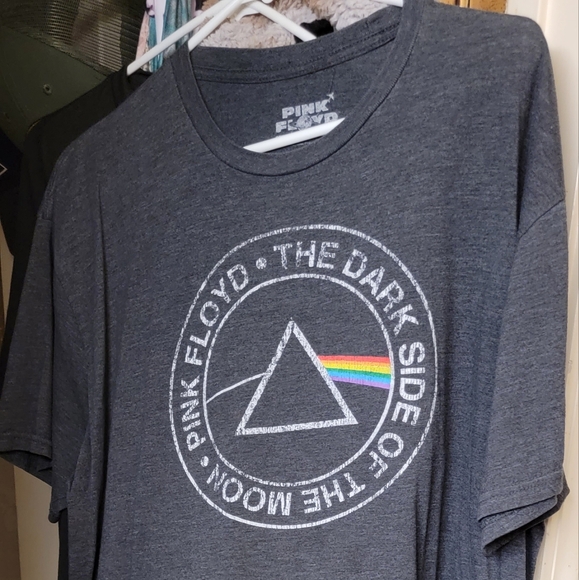 PINK
FLOYD
PINK FLOYD • THE DARK SIDE OF THE MOON •